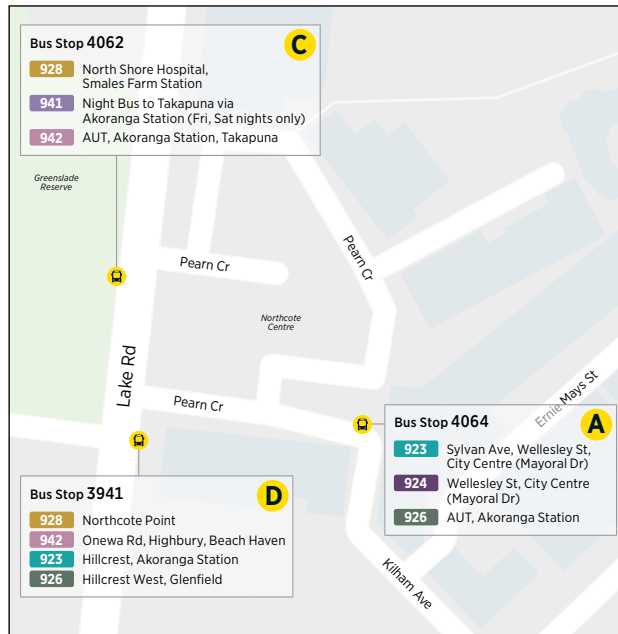 Bus Stop 4062
C
928 North Shore Hospital,
Smales Farm Station
941 Night Bus to Takapuna via
Akoranga Station (Fri, Sat nights only)
942 AUT, Akoranga Station, Takapuna
Greenslade
Reserve
Pearn Cr
Pearn Cr
Northcote
Centre
Lake Rd
Pearn Cr
Ernie Mays St
Bus Stop 4064
A
923 Sylvan Ave, Wellesley St,
City Centre (Mayoral Dr)
924 Wellesley St, City Centre
(Mayoral Dr)
926 AUT, Akoranga Station
Bus Stop 3941
D
928 Northcote Point
942 Onewa Rd, Highbury, Beach Haven
923 Hillcrest, Akoranga Station
926 Hillcrest West, Glenfield
Kilham Ave